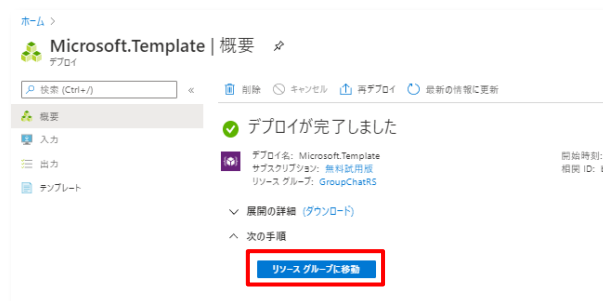 ホーム >
Microsoft.Template | 概要
デプロイ
検索 (Ctrl+/)
«
削除 キャンセル 再デプロイ 最新の情報に更新
概要
入力
出力
テンプレート
デプロイが完了しました
デプロイ名: Microsoft.Template
サブスクリプション: 無料試用版
リソース グループ: GroupChatRS
開始時刻:
相関 ID:
展開の詳細 (ダウンロード)
次の手順
リソース グループに移動